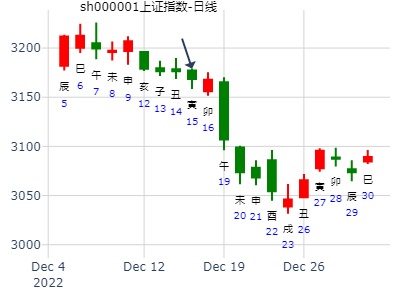 sh000001上证指数-日线
3200
3150
3100
3050
3000
辰
5
巳
6
午
7
未
8
申
9
亥
12
子
13
丑
14
寅
15
卯
16
午
19
未
20
申
21
酉
22
戌
23
丑
26
寅
27
卯
28
辰
29
巳
30
Dec 4
2022
Dec 12
Dec 19
Dec 26